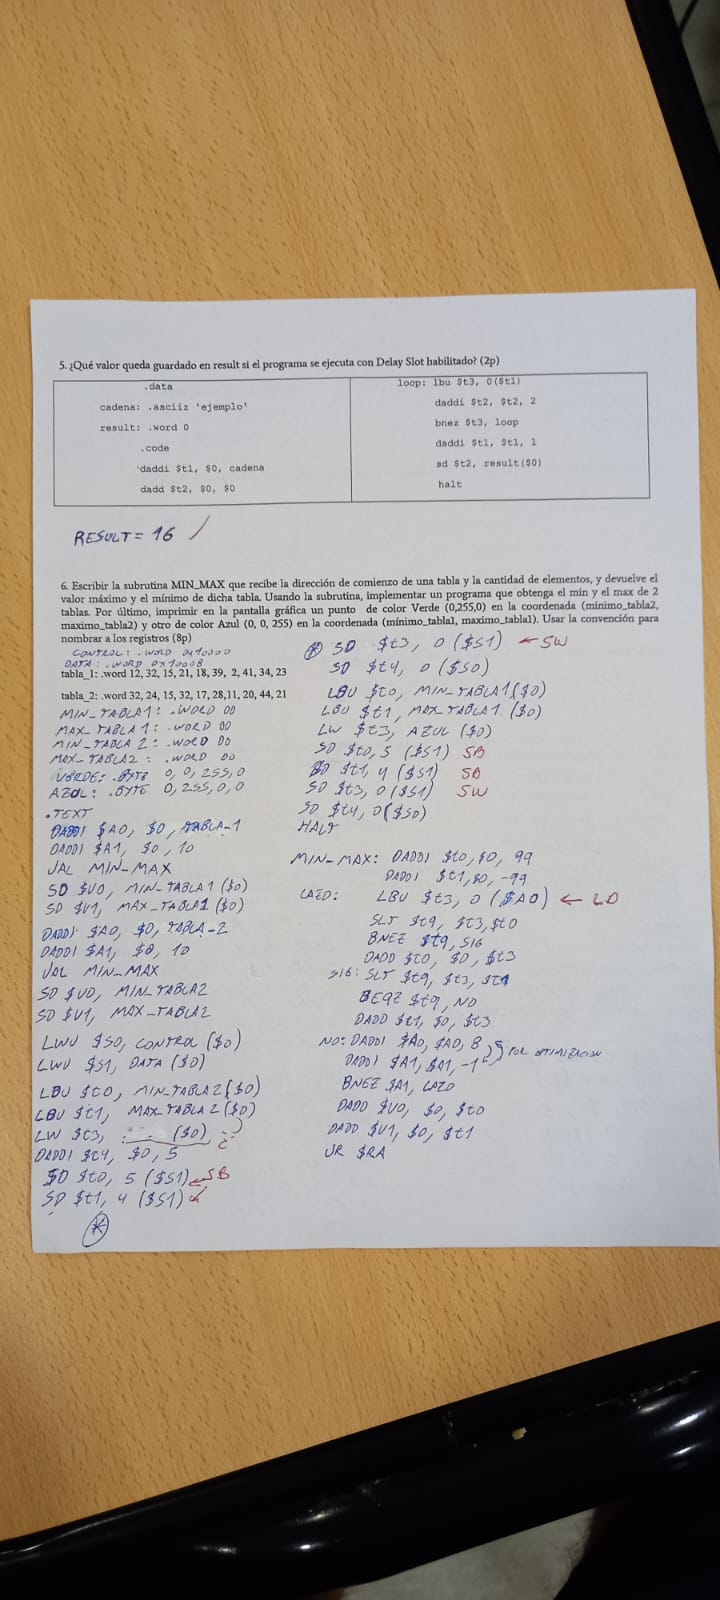 5. ¿Qué valor queda guardado en result si el programa se ejecuta con Delay Slot habilitado? (2p)
.data
cadena: .asciiz 'ejemplo'
result: .word 0
.code
daddi $t1, $0, cadena
dadd $t2, $0, $0
loop: lbu $t3, 0($t1)
daddi $t2, $t2, 2
bnez $t3, loop
daddi $t1, $t1, 1
sd $t2, result($0)
halt
RESULT = 16
6. Escribir la subrutina MIN_MAX que recibe la dirección de comienzo de una tabla y la cantidad de elementos, y devuelve el
valor máximo y el mínimo de dicha tabla. Usando la subrutina, implementar un programa que obtenga el min y el max de 2
tablas. Por último, imprimir en la pantalla gráfica un punto de color Verde (0,255,0) en la coordenada (minimo_tabla2,
maximo_tabla2) y otro de color Azul (0, 0, 255) en la coordenada (mínimo_tabla1, maximo_tabla1). Usar la convención para
nombrar a los registros (8p)
CONTROL: .WORD 0X10000
DATA: .WORD 0X10008
tabla_1: .word 12, 32, 15, 21, 18, 39, 2, 41, 34, 23
tabla_2: .word 32, 24, 15, 32, 17, 28,11, 20, 44, 21
MIN_TABLA1: .WORD 00
MAX_TABLA1: .WORD 00
MIN_TABLA2: .WORD 00
MAX_TABLA2: .WORD 00
VERDE: .BYTE 0, 0, 255, 0
AZUL: .BYTE 0, 255, 0, 0
.TEXT
DADDI $A0, $0, TABLA_1
DADDI $A1, $0, 10
JAL MIN_MAX
SD $V0, MIN_TABLA1 ($0)
SD $V1, MAX_TABLA1 ($0)
DADDI $A0, $0, TABLA_2
DADDI $A1, $0, 10
JAL MIN_MAX
SD $V0, MIN_TABLA2
SD $V1, MAX_TABLA2
LWU $S0, CONTROL ($0)
LWU $S1, DATA ($0)
LBU $t0, MIN_TABLA2 ($0)
LBU $t1, MAX_TABLA2 ($0)
LW $t3, ($0)
DADDI $t4, $0, 5
SD $t0, 5 ($S1) ← SB
SD $t1, 4 ($S1)
*
* SD $t3, 0 ($S1) ← SW
SD $t4, 0 ($S0)
LBU $t0, MIN_TABLA1 ($0)
LBU $t1, MAX_TABLA1 ($0)
LW $t3, AZUL ($0)
SD $t0, 5 ($S1) SB
SD $t1, 4 ($S1) SB
SD $t3, 0 ($S1) SW
SD $t4, 0 ($S0)
HALT
MIN_MAX: DADDI $t0, $0, 99
DADDI $t1, $0, -99
LAZO: LBU $t3, 0 ($A0) ← LD
SLT $t9, $t3, $t0
BNEZ $t9, SIG
DADD $t0, $0, $t3
SIG: SLT $t9, $t3, $t1
BEQZ $t9, NO
DADD $t1, $0, $t3
NO: DADDI $A0, $A0, 8
DADDI $A1, $A1, -1 POR OPTIMIZACION
BNEZ $A1, LAZO
DADD $V0, $0, $t0
DADD $V1, $0, $t1
JR $RA